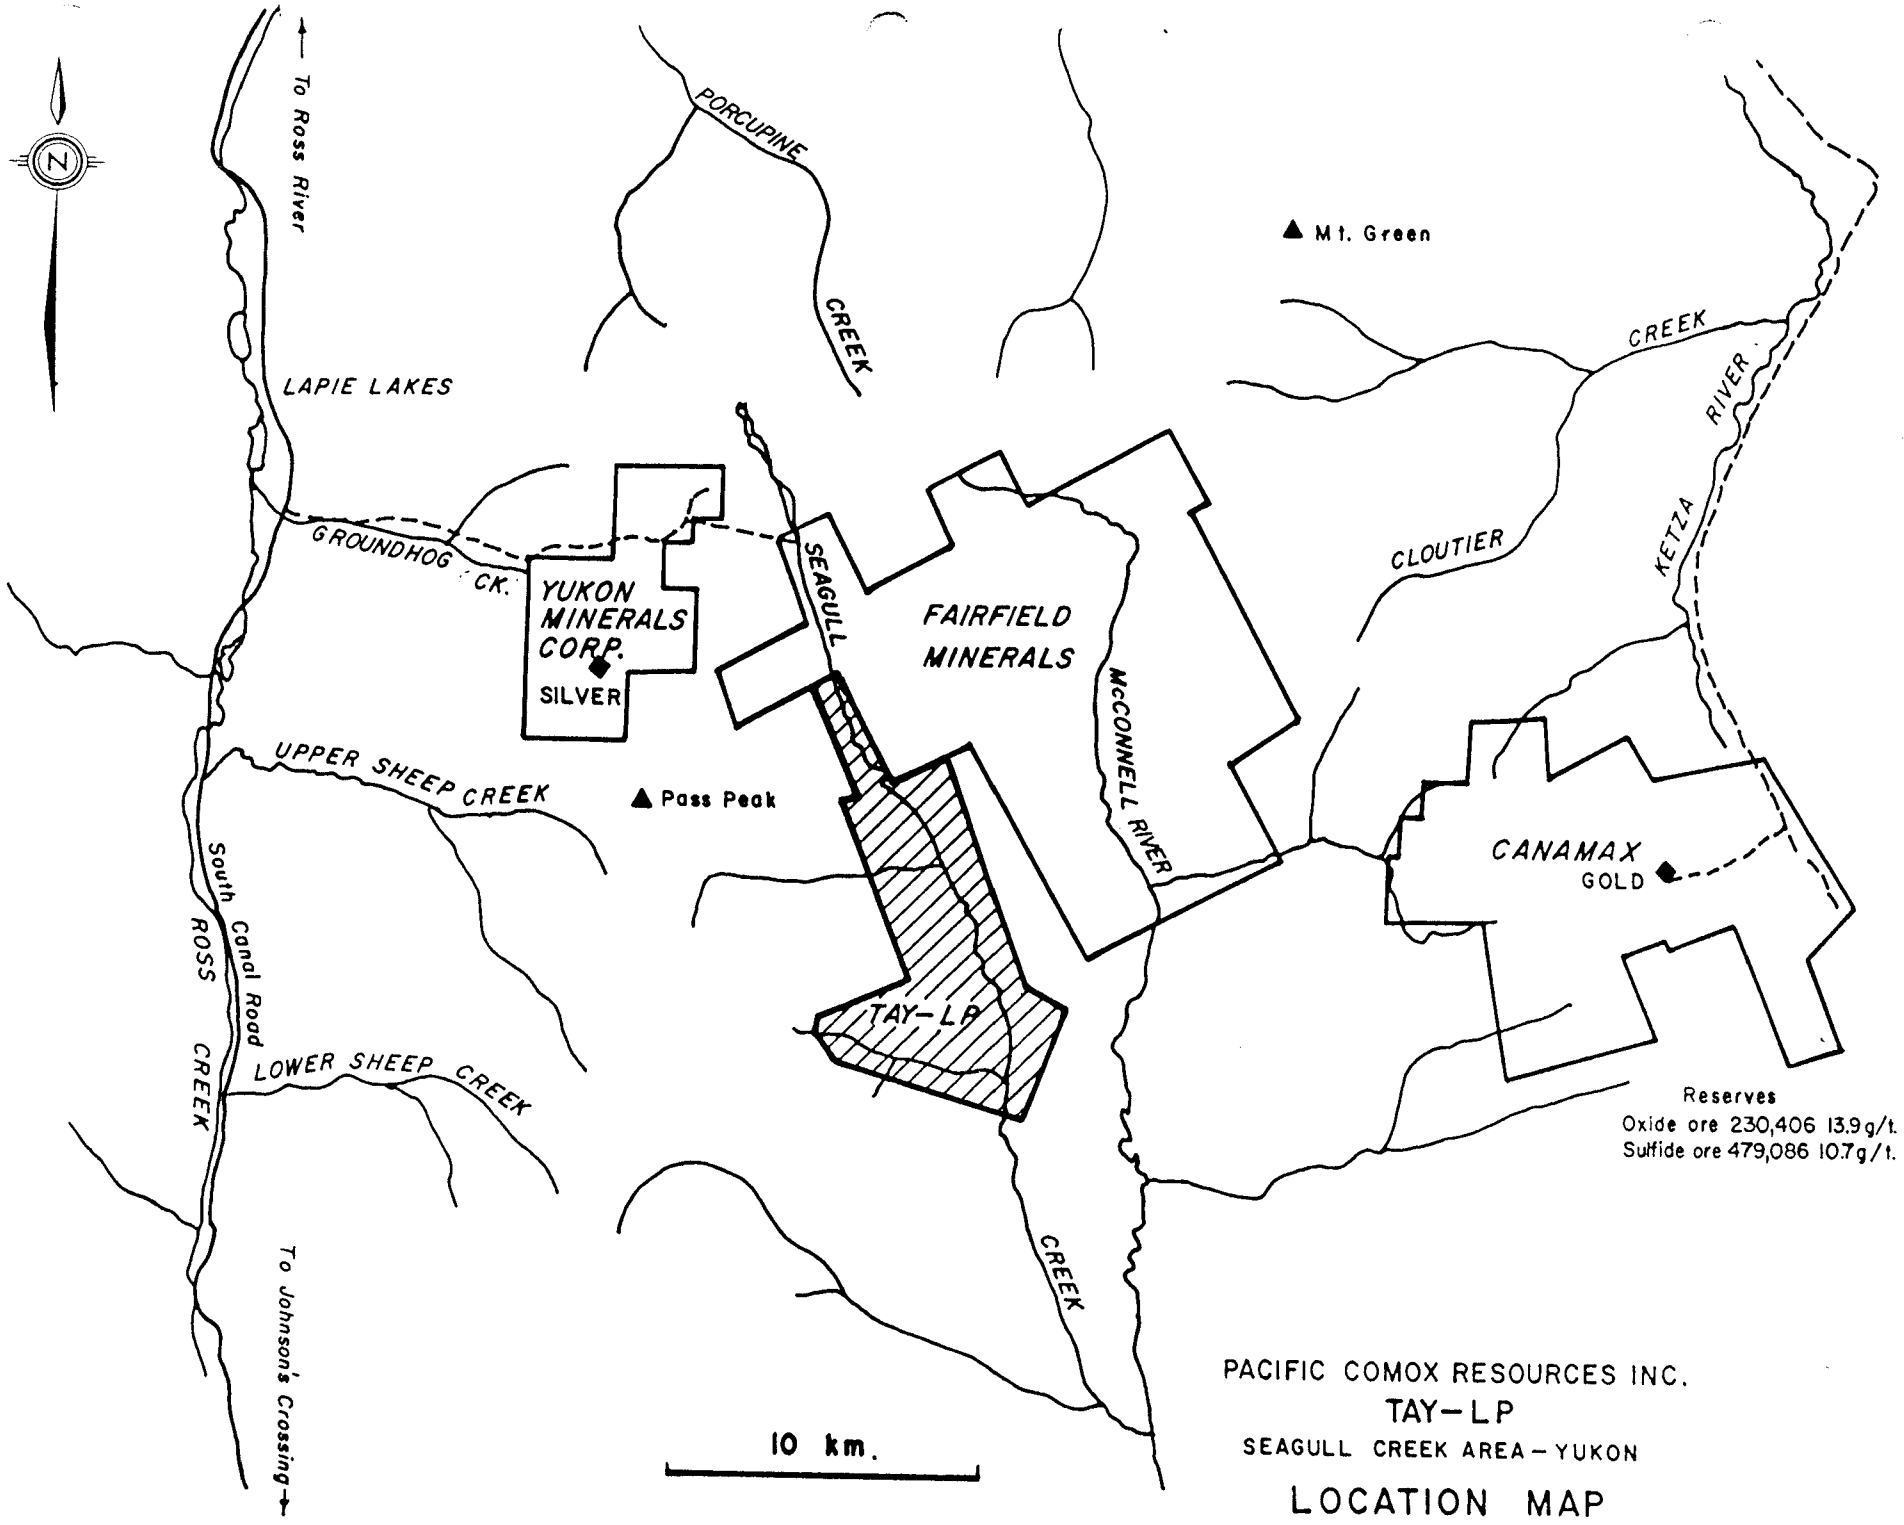 To Ross River
N
PORCUPINE
CREEK
Mt. Green
LAPIE LAKES
CREEK
RIVER
KETZA
CLOUTIER
GROUNDHOG CK.
SEAGULL
YUKON
MINERALS
CORP.
SILVER
FAIRFIELD
MINERALS
McCONNELL RIVER
UPPER SHEEP CREEK
Pass Peak
South Canal Road
ROSS CREEK
CANAMAX
GOLD
TAY-LP
LOWER SHEEP CREEK
Reserves
Oxide ore 230,406 13.9g/t.
Sulfide ore 479,086 10.7g/t.
CREEK
To Johnson's Crossing
10 km.
PACIFIC COMOX RESOURCES INC.
TAY-LP
SEAGULL CREEK AREA-YUKON
LOCATION MAP